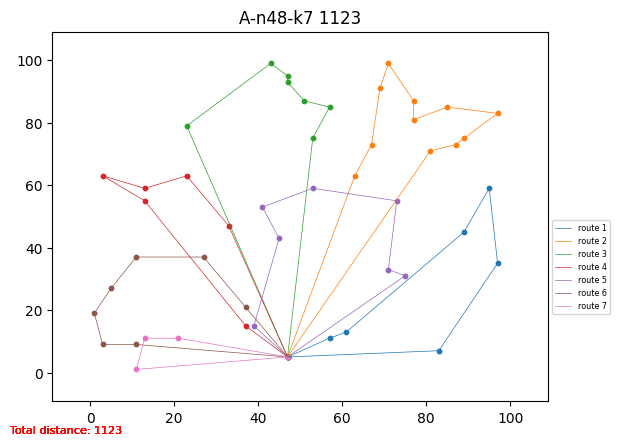 A-n48-k7 1123
100
80
60
40
20
0
0 20 40 60 80 100
route 1
route 2
route 3
route 4
route 5
route 6
route 7
Total distance: 1123